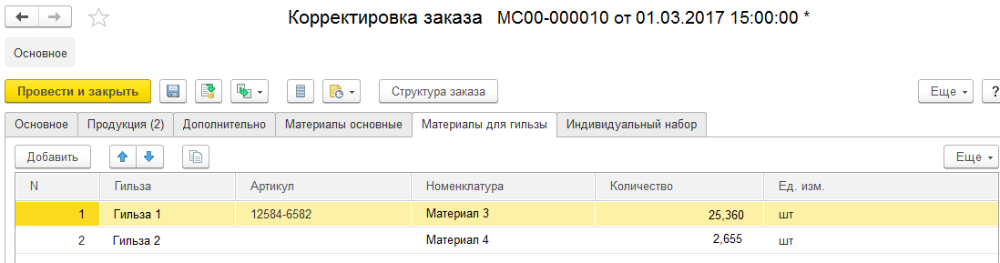 Корректировка заказа МС00-000010 от 01.03.2017 15:00:00 *
Основное
Провести и закрыть Структура заказа Еще ?
Основное Продукция (2) Дополнительно Материалы основные Материалы для гильзы Индивидуальный набор
Добавить Еще
N Гильза Артикул Номенклатура Количество Ед. изм.
1 Гильза 1 12584-6582 Материал 3 25,360 шт
2 Гильза 2 Материал 4 2,655 шт